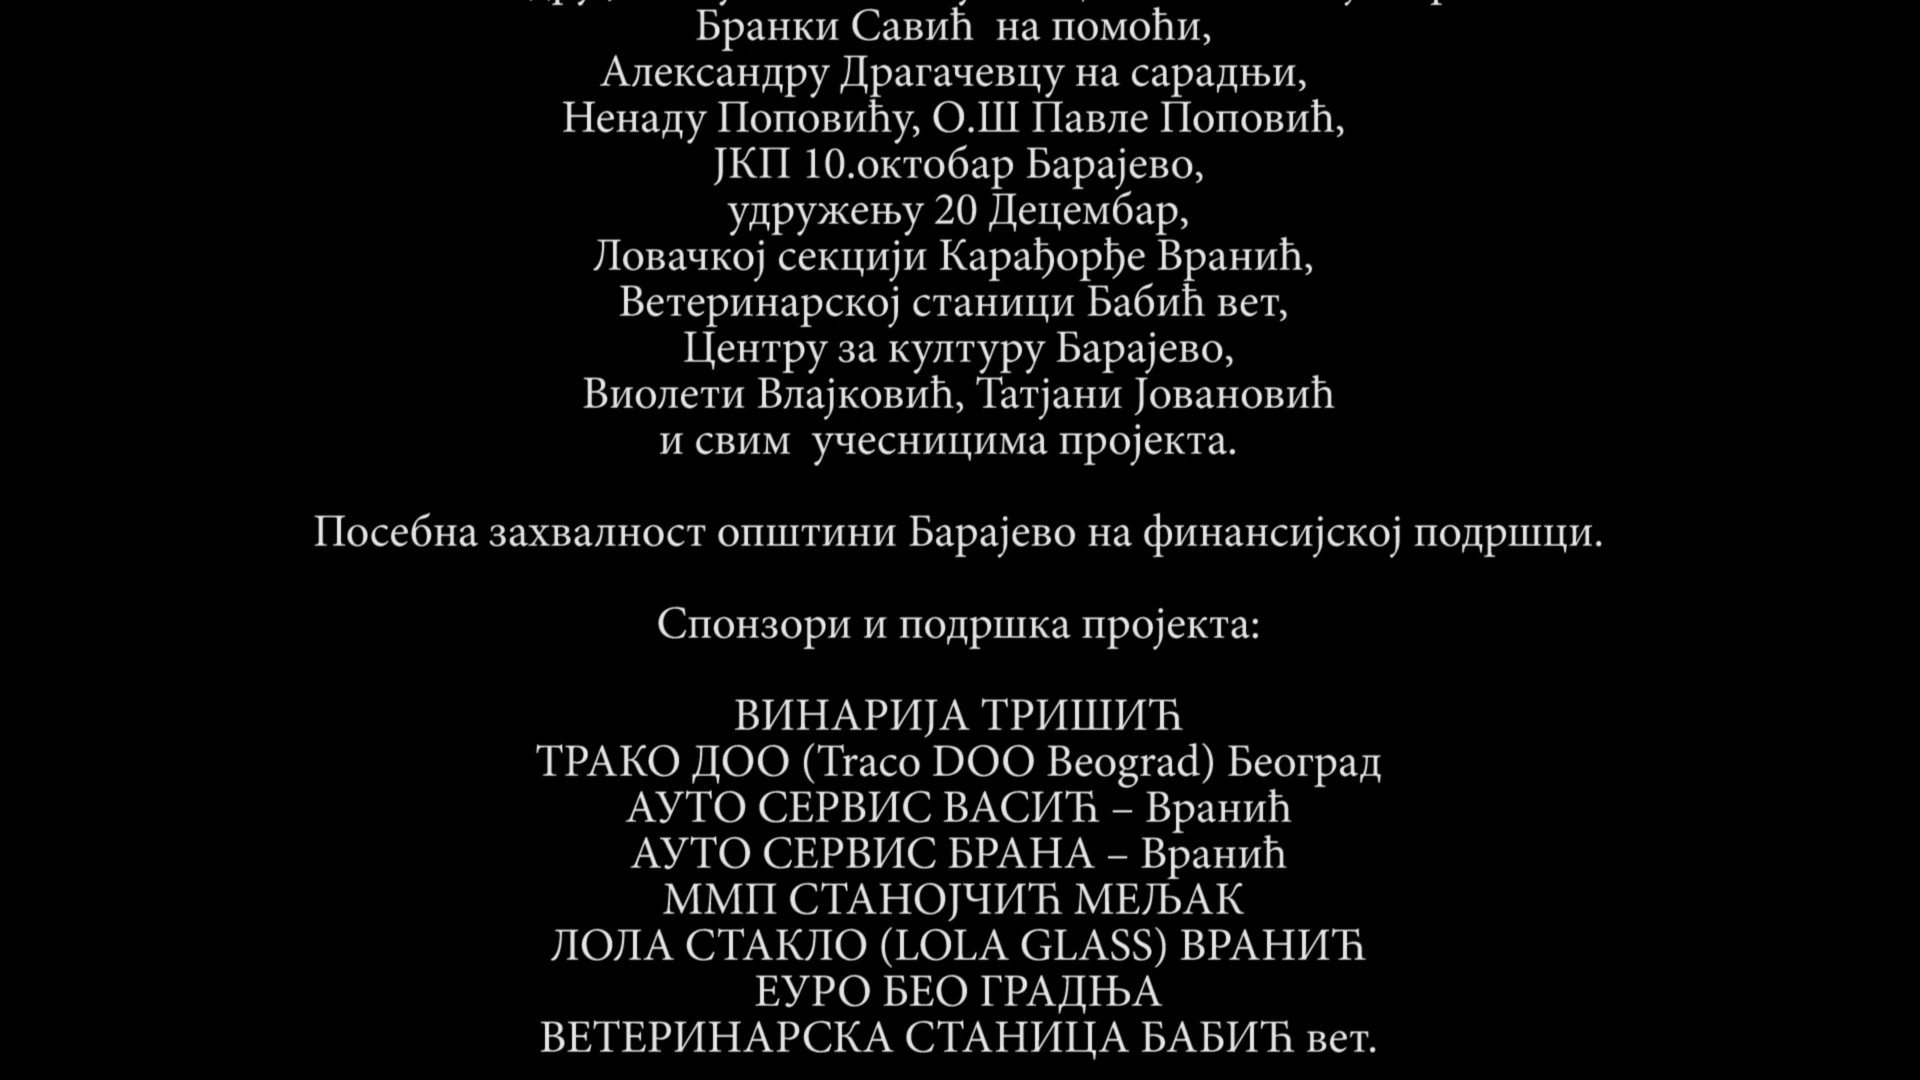 Бранки Савић  на помоћи,
Александру Драгачевцу на сарадњи,
Ненаду Поповићу, О.Ш Павле Поповић,
ЈКП 10.октобар Барајево,
удружењу 20 Децембар,
Ловачкој секцији Карађорђе Вранић,
Ветеринарској станици Бабић вет,
Центру за културу Барајево,
Виолети Влајковић, Татјани Јовановић
и свим  учесницима пројекта.
Посебна захвалност општини Барајево на финансијској подршци.
Спонзори и подршка пројекта:
ВИНАРИЈА ТРИШИЋ
ТРАКО ДОО (Traco DOO Beograd) Београд
АУТО СЕРВИС ВАСИЋ – Вранић
АУТО СЕРВИС БРАНА – Вранић
ММП СТАНОЈЧИЋ МЕЉАК
ЛОЛА СТАКЛО (LOLA GLASS) ВРАНИЋ
ЕУРО БЕО ГРАДЊА
ВЕТЕРИНАРСКА СТАНИЦА БАБИЋ вет.